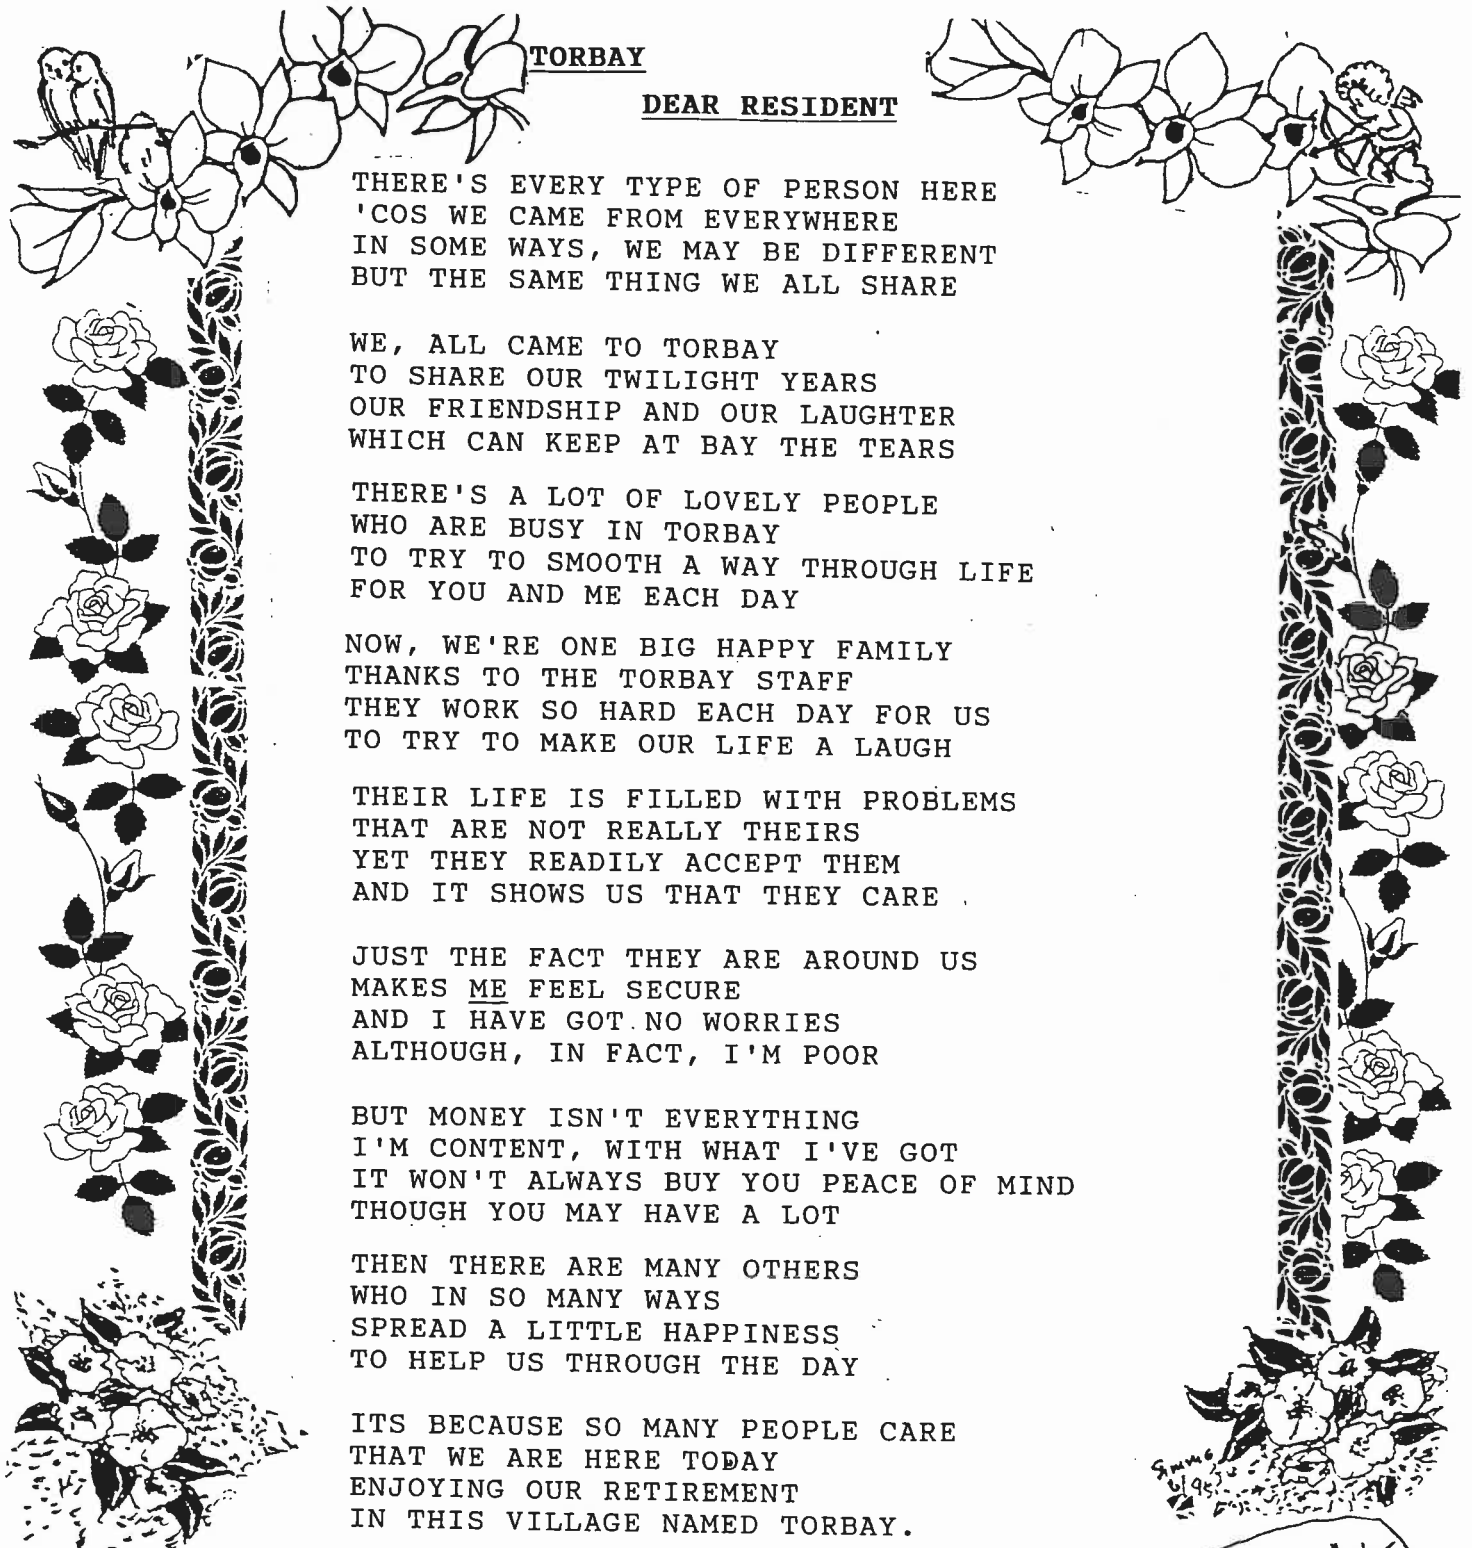 TORBAY
DEAR RESIDENT
THERE'S EVERY TYPE OF PERSON HERE
'COS WE CAME FROM EVERYWHERE
IN SOME WAYS, WE MAY BE DIFFERENT
BUT THE SAME THING WE ALL SHARE
WE, ALL CAME TO TORBAY
TO SHARE OUR TWILIGHT YEARS
OUR FRIENDSHIP AND OUR LAUGHTER
WHICH CAN KEEP AT BAY THE TEARS
THERE'S A LOT OF LOVELY PEOPLE
WHO ARE BUSY IN TORBAY
TO TRY TO SMOOTH A WAY THROUGH LIFE
FOR YOU AND ME EACH DAY
NOW, WE'RE ONE BIG HAPPY FAMILY
THANKS TO THE TORBAY STAFF
THEY WORK SO HARD EACH DAY FOR US
TO TRY TO MAKE OUR LIFE A LAUGH
THEIR LIFE IS FILLED WITH PROBLEMS
THAT ARE NOT REALLY THEIRS
YET THEY READILY ACCEPT THEM
AND IT SHOWS US THAT THEY CARE
JUST THE FACT THEY ARE AROUND US
MAKES ME FEEL SECURE
AND I HAVE GOT NO WORRIES
ALTHOUGH, IN FACT, I'M POOR
BUT MONEY ISN'T EVERYTHING
I'M CONTENT, WITH WHAT I'VE GOT
IT WON'T ALWAYS BUY YOU PEACE OF MIND
THOUGH YOU MAY HAVE A LOT
THEN THERE ARE MANY OTHERS
WHO IN SO MANY WAYS
SPREAD A LITTLE HAPPINESS
TO HELP US THROUGH THE DAY
ITS BECAUSE SO MANY PEOPLE CARE
THAT WE ARE HERE TODAY
ENJOYING OUR RETIREMENT
IN THIS VILLAGE NAMED TORBAY.